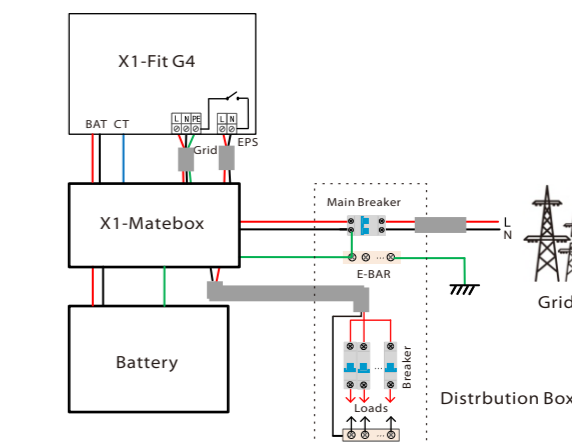 X1-Fit G4
BAT CT
L N PE
L N
Grid
EPS
Main Breaker
X1-Matebox
L
N
E-BAR
Grid
Breaker
Battery
Distrbution Box
Loads